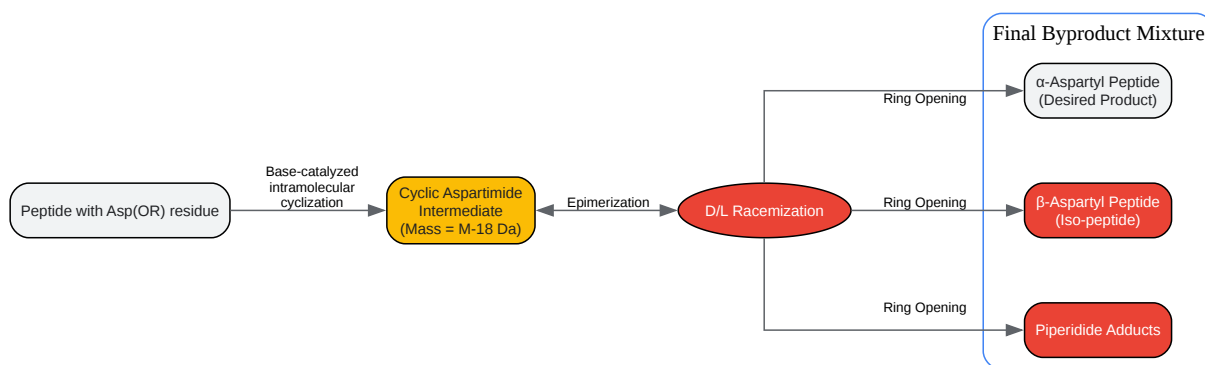 Final Byproduct Mixture
α-Aspartyl Peptide
(Desired Product)
Ring Opening
Base-catalyzed
intramolecular
cyclization
Peptide with Asp(OR) residue
Cyclic Aspartimide
Intermediate
(Mass = M-18 Da)
Epimerization
D/L Racemization
Ring Opening
β-Aspartyl Peptide
(Iso-peptide)
Ring Opening
Piperidide Adducts